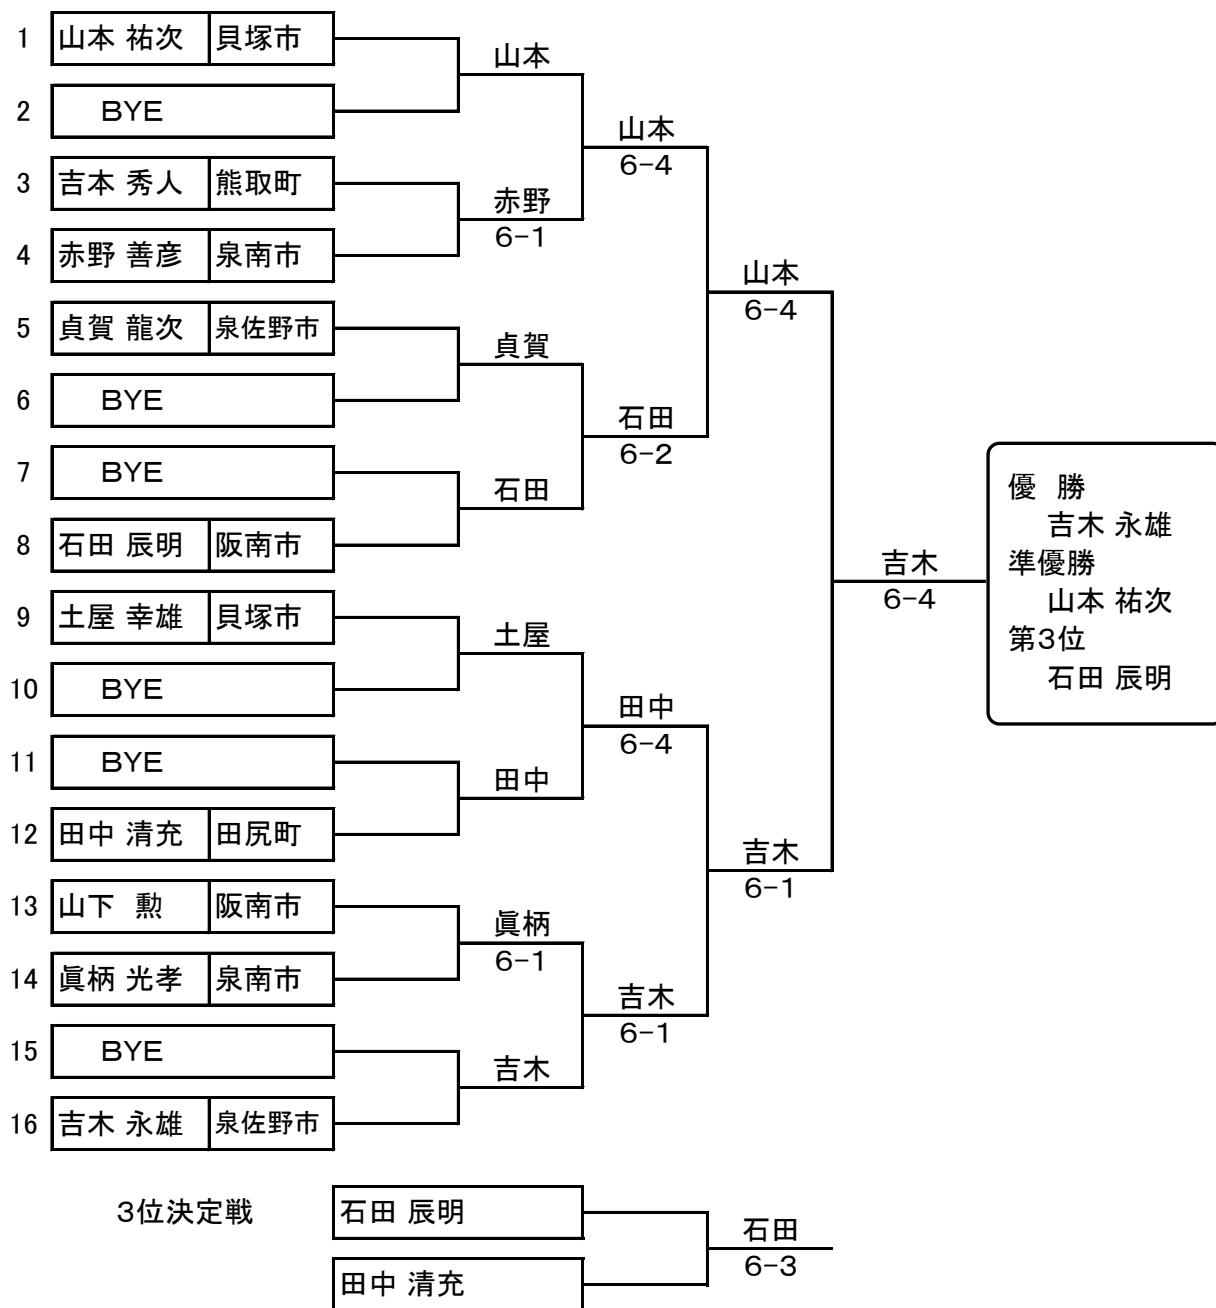 1 山本 祐次 貝塚市
山本
2 BYE
山本
6-4
3 吉本 秀人 熊取町
赤野
6-1
4 赤野 善彦 泉南市
山本
6-4
5 貞賀 龍次 泉佐野市
貞賀
6 BYE
石田
6-2
7 BYE
石田
8 石田 辰明 阪南市
吉木
6-4
9 土屋 幸雄 貝塚市
土屋
10 BYE
田中
6-4
11 BYE
田中
12 田中 清充 田尻町
吉木
6-1
13 山下 勲 阪南市
眞柄
6-1
14 眞柄 光孝 泉南市
吉木
6-1
15 BYE
吉木
16 吉木 永雄 泉佐野市
優 勝
吉木 永雄
準優勝
山本 祐次
第3位
石田 辰明
3位決定戦
石田 辰明
石田
6-3
田中 清充